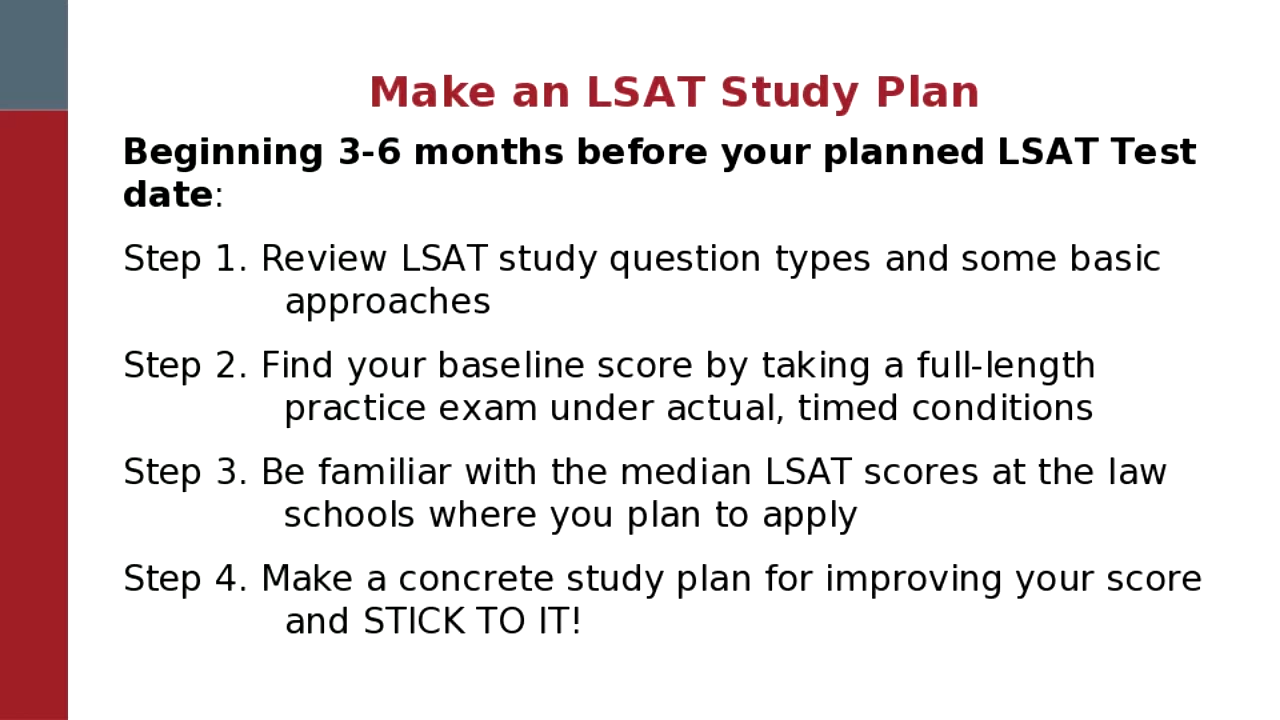 Make an LSAT Study Plan
Beginning 3-6 months before your planned LSAT Test
date:
Step 1. Review LSAT study question types and some basic
approaches
Step 2. Find your baseline score by taking a full-length
practice exam under actual, timed conditions
Step 3. Be familiar with the median LSAT scores at the law
schools where you plan to apply
Step 4. Make a concrete study plan for improving your score
and STICK TO IT!